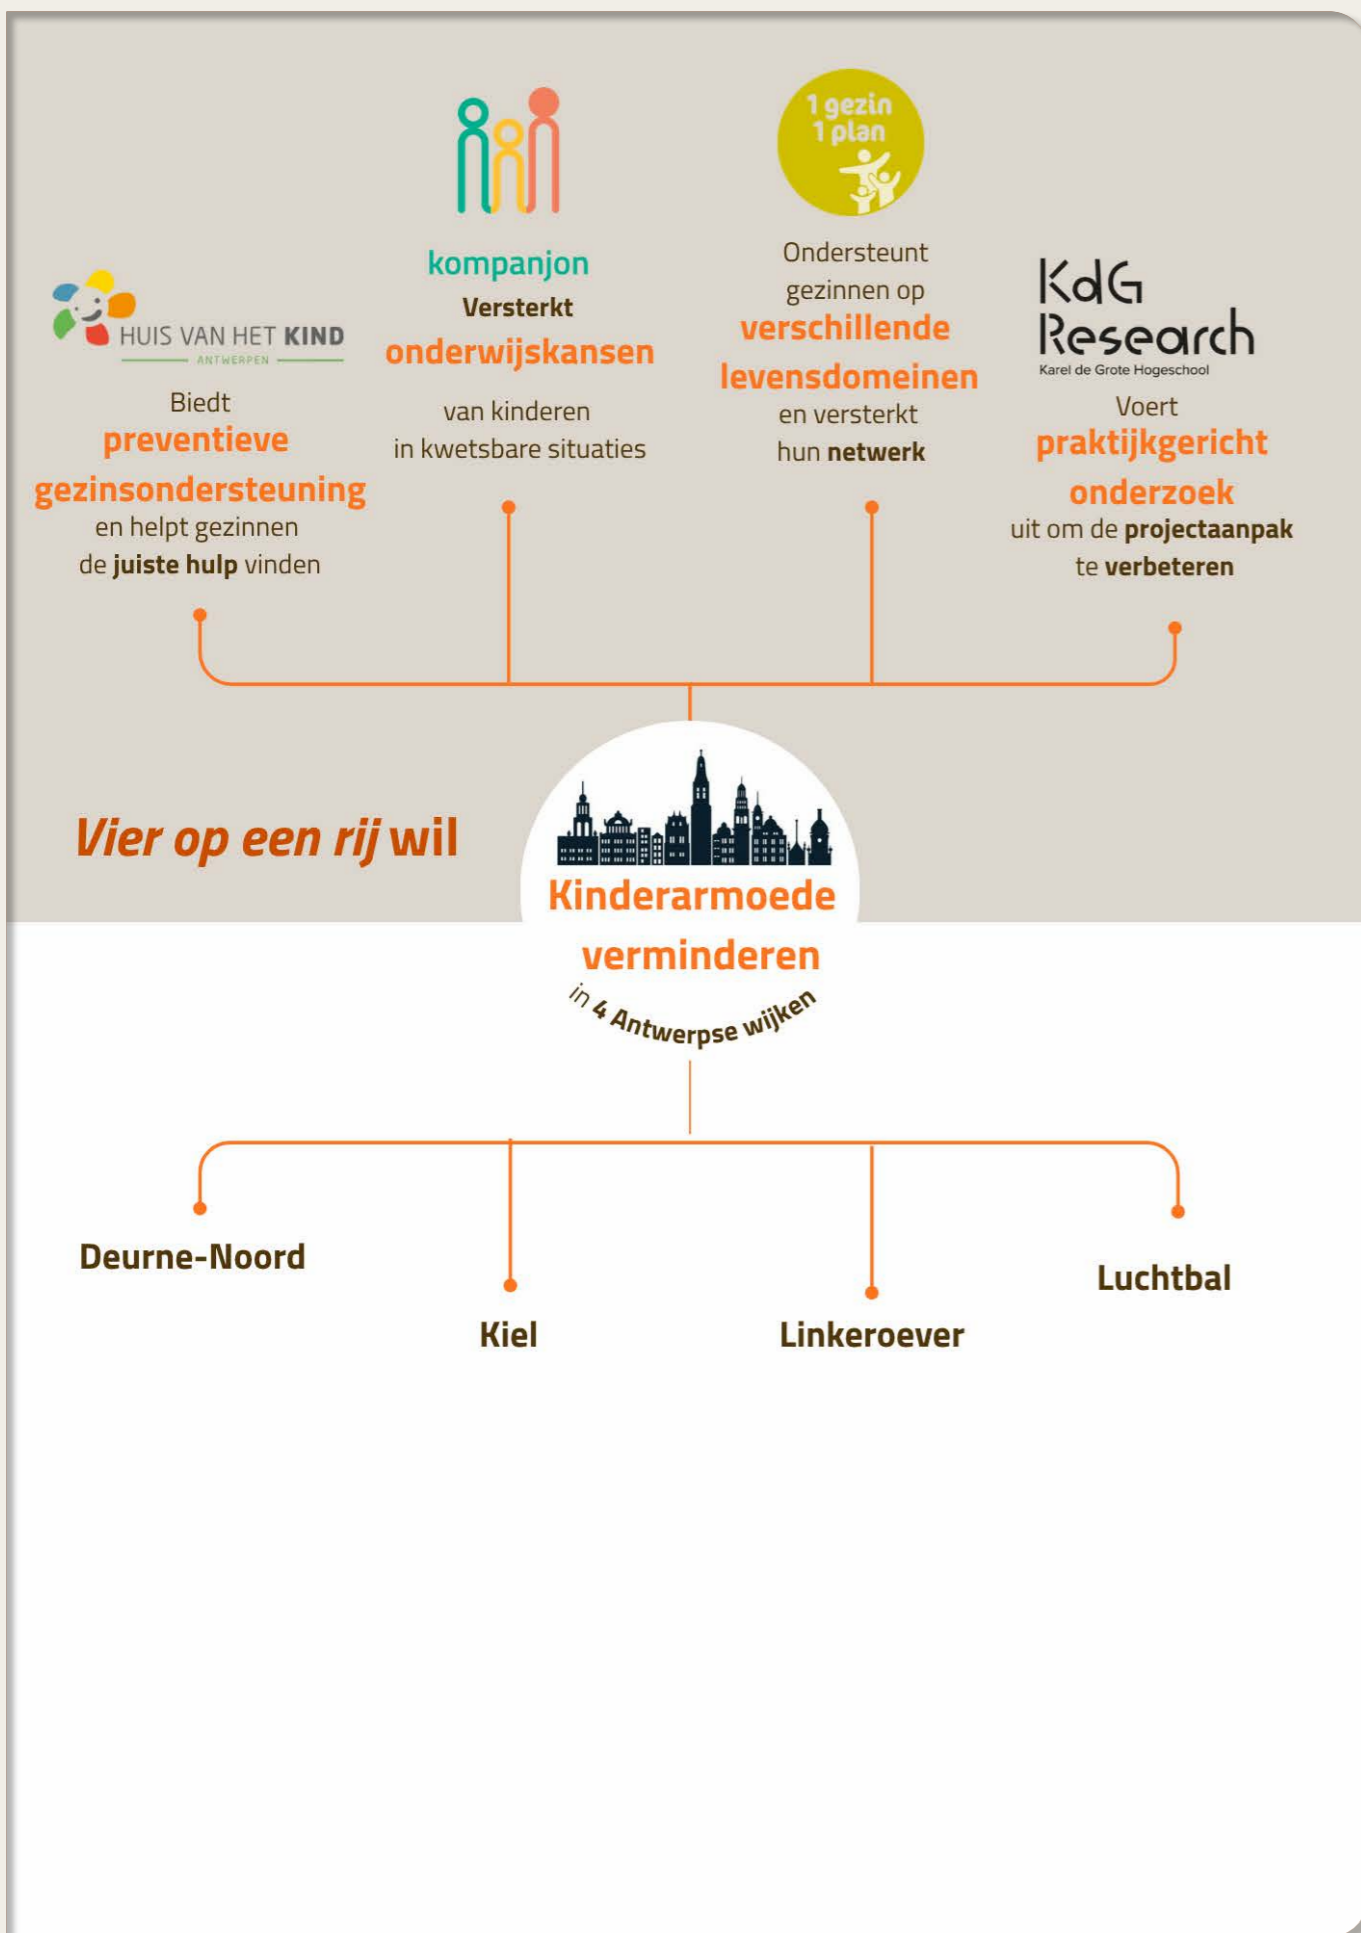 HUIS VAN HET KIND
ANTWERPEN
Biedt
preventieve
gezinsondersteuning
en helpt gezinnen
de juiste hulp vinden
kompanjon
Versterkt
onderwijskansen
van kinderen
in kwetsbare situaties
1 gezin
1 plan
Ondersteunt
gezinnen op
verschillende
levensdomeinen
en versterkt
hun netwerk
KdG
Research
Karel de Grote Hogeschool
Voert
praktijkgericht
onderzoek
uit om de projectaanpak
te verbeteren
Vier op een rij wil
Kinderarmoede
verminderen
in 4 Antwerpse wijken
Deurne-Noord
Kiel
Linkeroever
Luchtbal